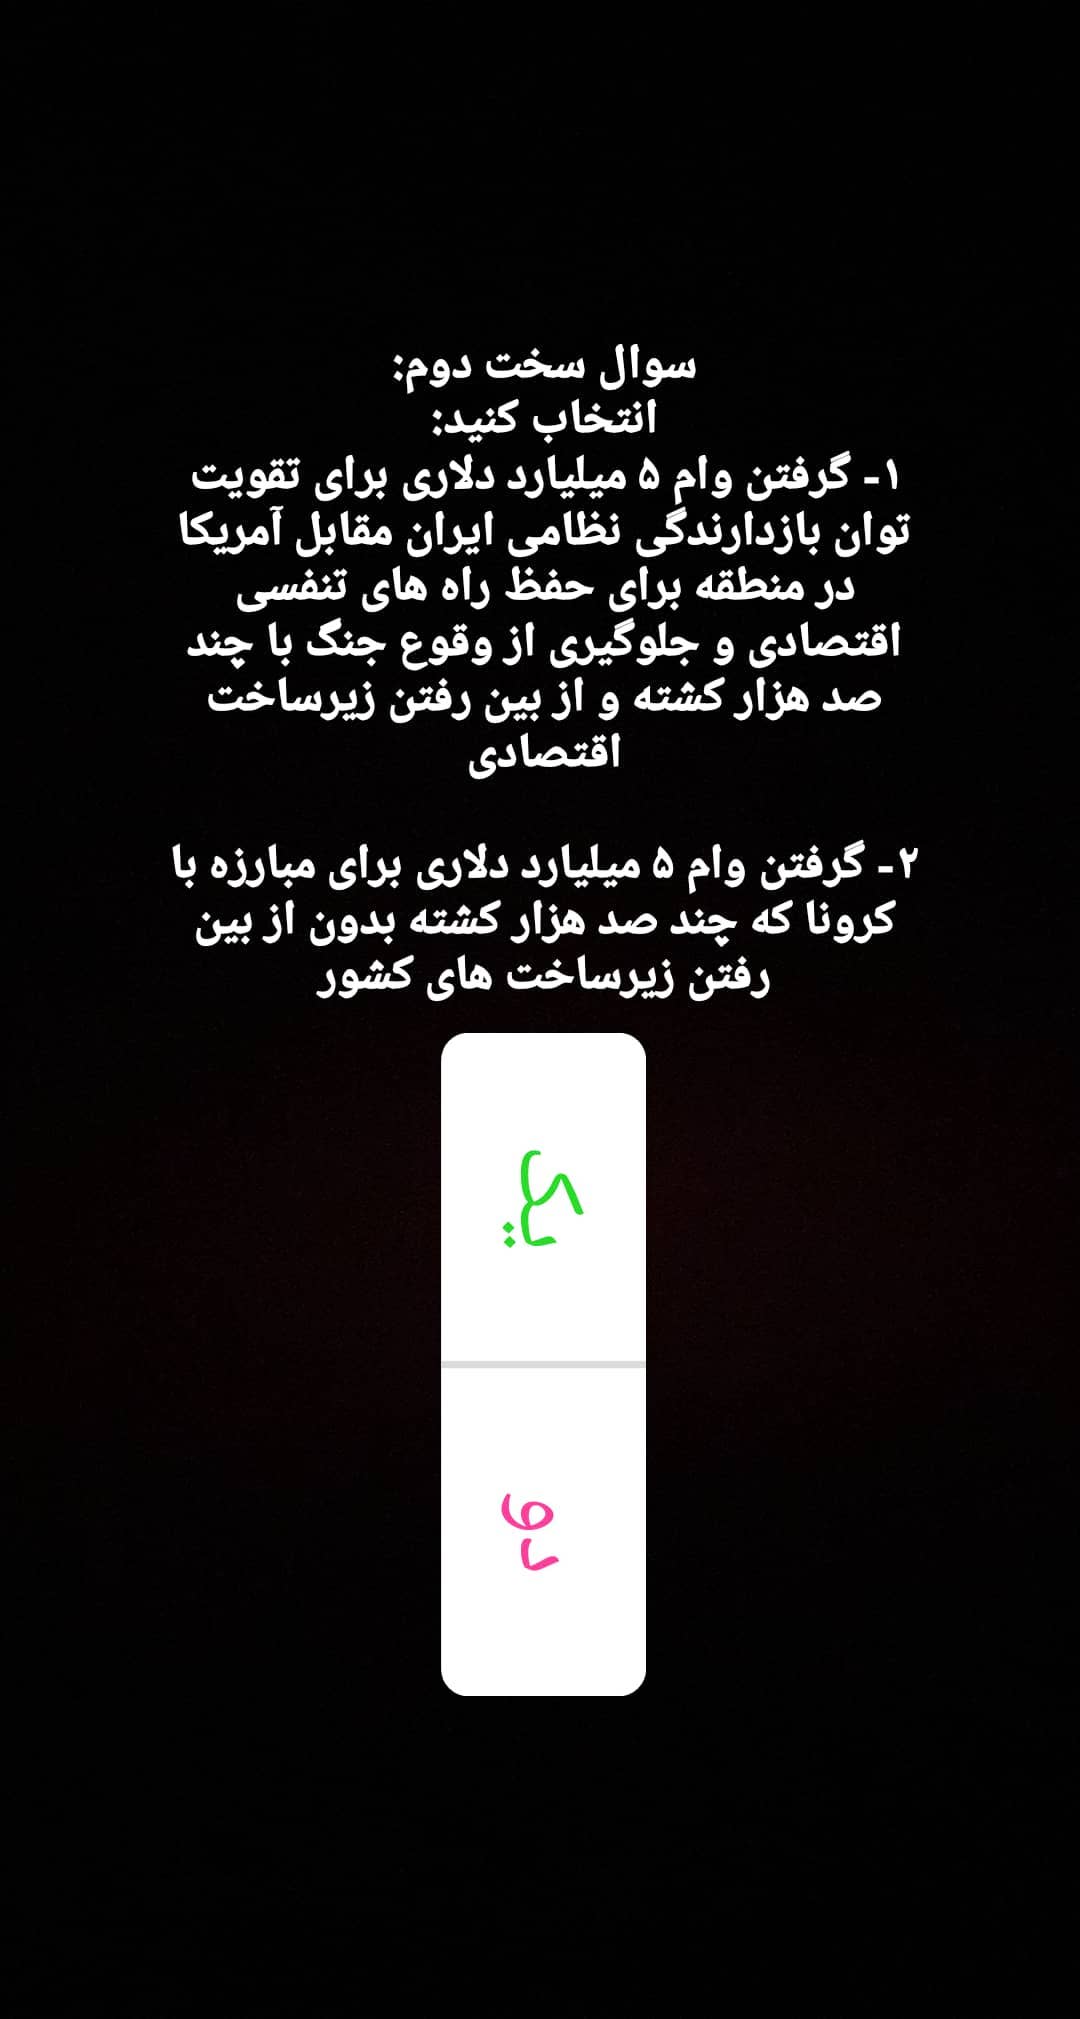 سوال سخت دوم:
انتخاب کنید:
۱- گرفتن وام ۵ میلیارد دلاری برای تقویت
توان بازدارندگی نظامی ایران مقابل آمریکا
در منطقه برای حفظ راه های تنفسی
اقتصادی و جلوگیری از وقوع جنگ با چند
صد هزار کشته و از بین رفتن زیرساخت
اقتصادی
۲- گرفتن وام ۵ میلیارد دلاری برای مبارزه با
کرونا که چند صد هزار کشته بدون از بین
رفتن زیرساخت های کشور
یک
دو